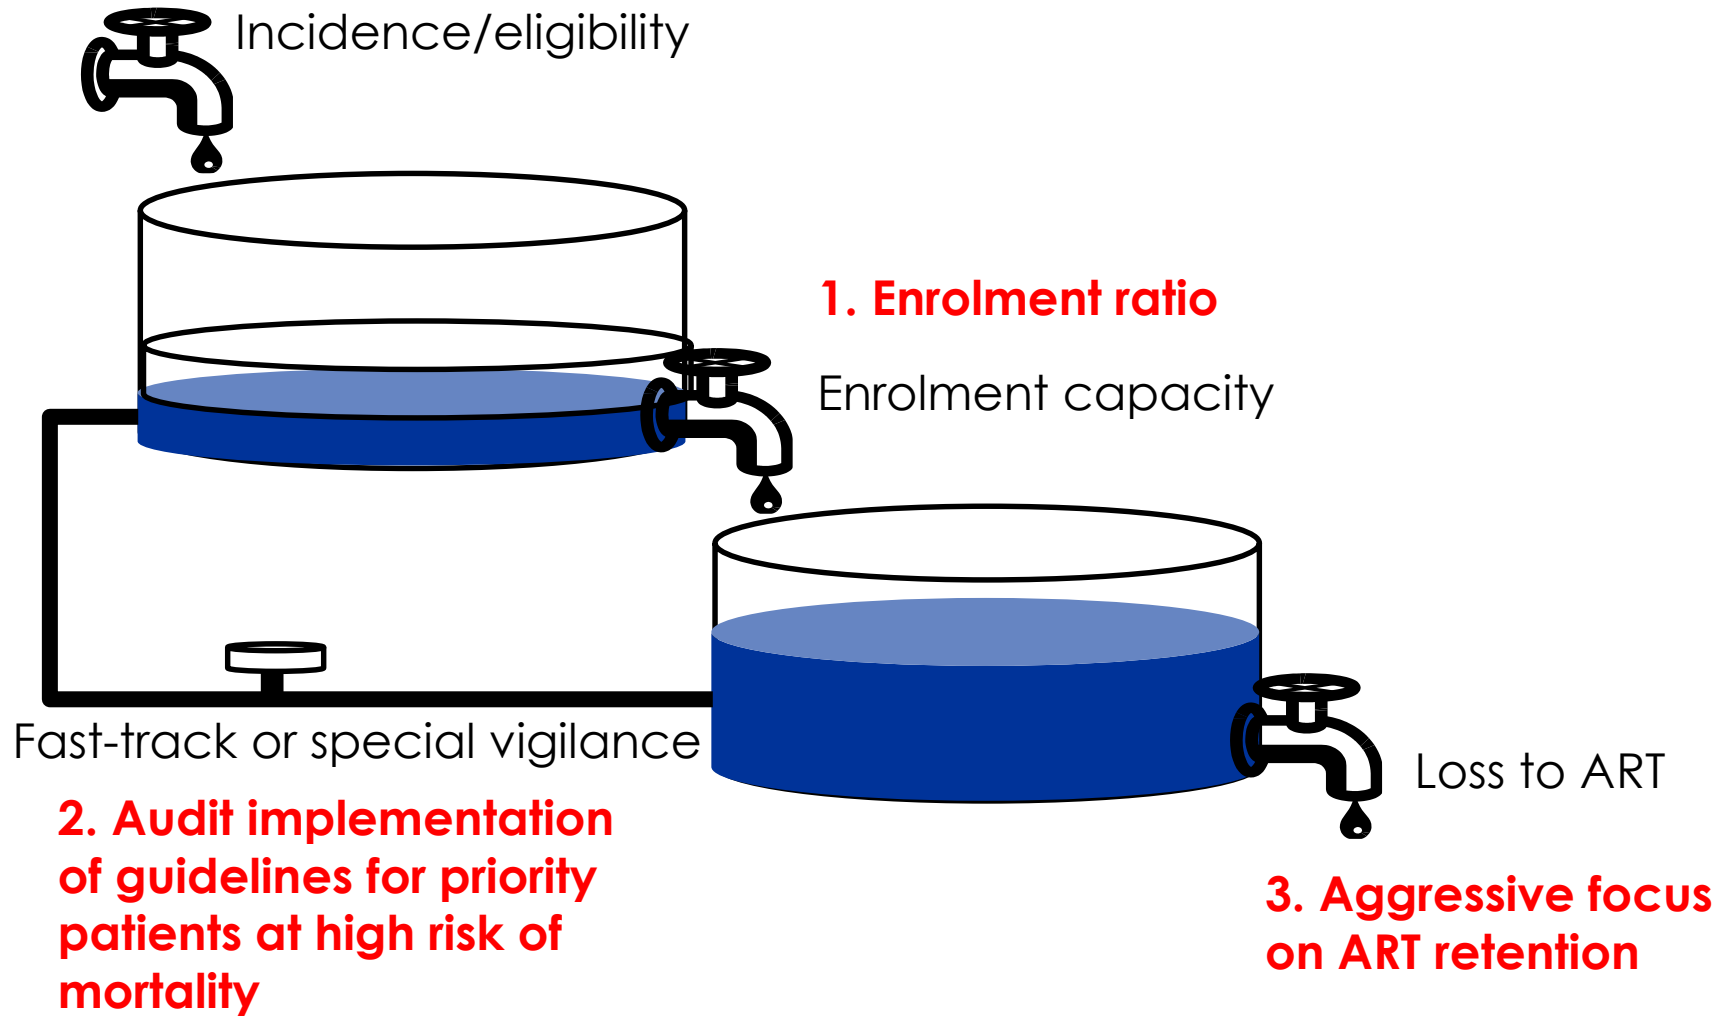 Incidence/eligibility
1. Enrolment ratio
Enrolment capacity
Fast-track or special vigilance
2. Audit implementation
of guidelines for priority
patients at high risk of
mortality
Loss to ART
3. Aggressive focus
on ART retention